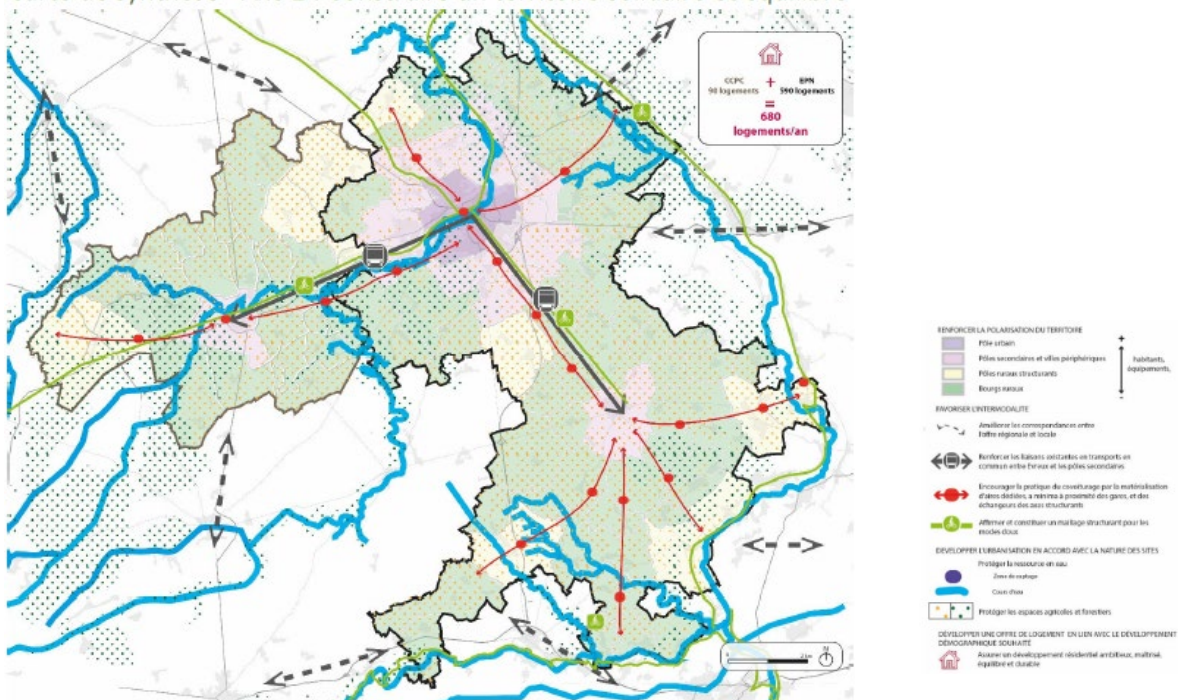 CCPC
90 logements
+
EPN
590 logements
=
680
logements/an
RENFORCER LA POLARISATION DU TERRITOIRE
Pôle urbain
Pôles secondaires et villes périphériques
Pôles ruraux structurants
Bourgs ruraux
+
habitants,
équipements,
-
FAVORISER L'INTERMODALITE
Améliorer les correspondances entre
l'offre régionale et locale
Renforcer les liaisons existantes en transports en
commun entre Evreux et les pôles secondaires
Encourager la pratique du covoiturage par la matérialisation
d'aires dédiées, a minima à proximité des gares, et des
échangeurs des axes structurants
Affirmer et constituer un maillage structurant pour les
modes doux
DEVELOPPER L'URBANISATION EN ACCORD AVEC LA NATURE DES SITES
Protéger la ressource en eau
Zone de captage
Cours d'eau
Protéger les espaces agricoles et forestiers
DÉVELOPPER UNE OFFRE DE LOGEMENT EN LIEN AVEC LE DÉVELOPPEMENT
DÉMOGRAPHIQUE SOUHAITÉ
Assurer un développement résidentiel ambitieux, maîtrisé,
équilibré et durable
N